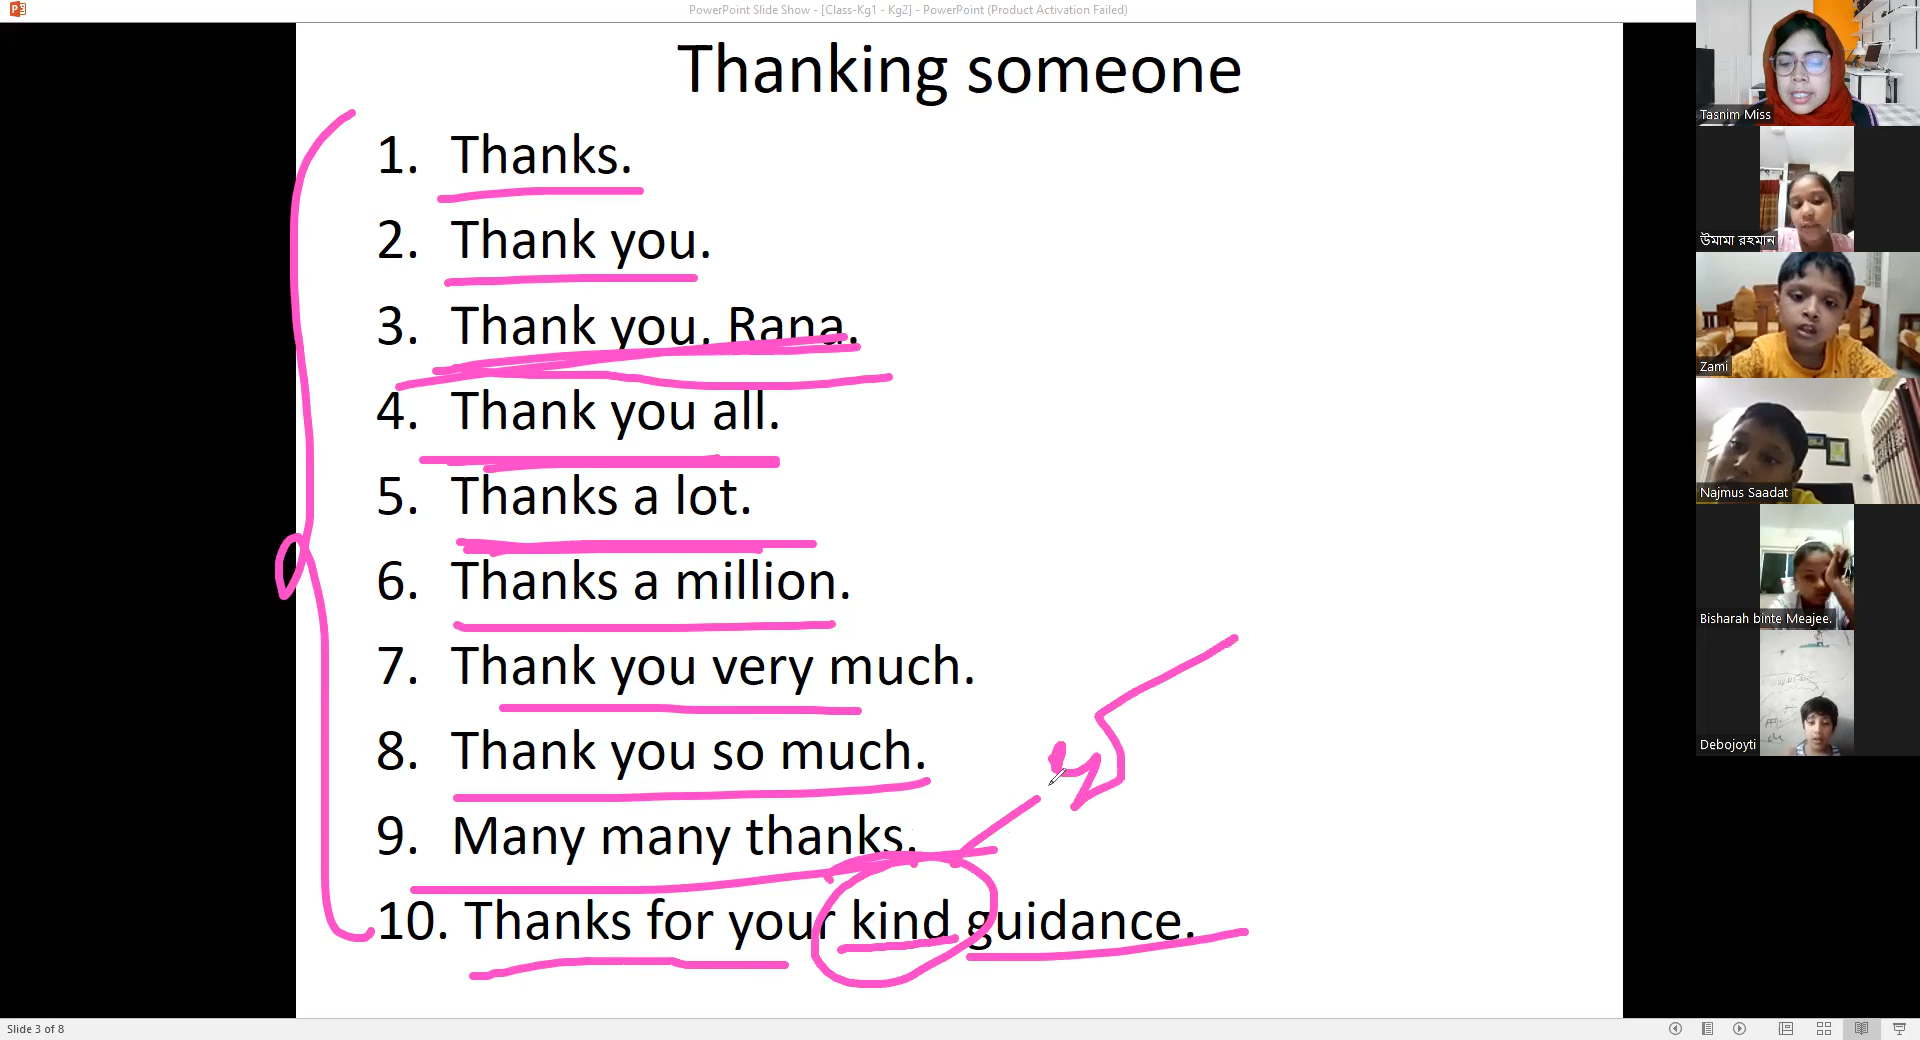 PowerPoint Slide Show - [Class-Kg1 - Kg2] - PowerPoint (Product Activation Failed)
Thanking someone
1. Thanks.
2. Thank you.
3. Thank you, Rana.
4. Thank you all.
5. Thanks a lot.
6. Thanks a million.
7. Thank you very much.
8. Thank you so much.
9. Many many thanks.
10. Thanks for your kind guidance.
Tasnim Miss
উমামা রহমান
Zami
Najmus Saadat
Bisharah binte Meajee.
Debojoyti
Slide 3 of 8